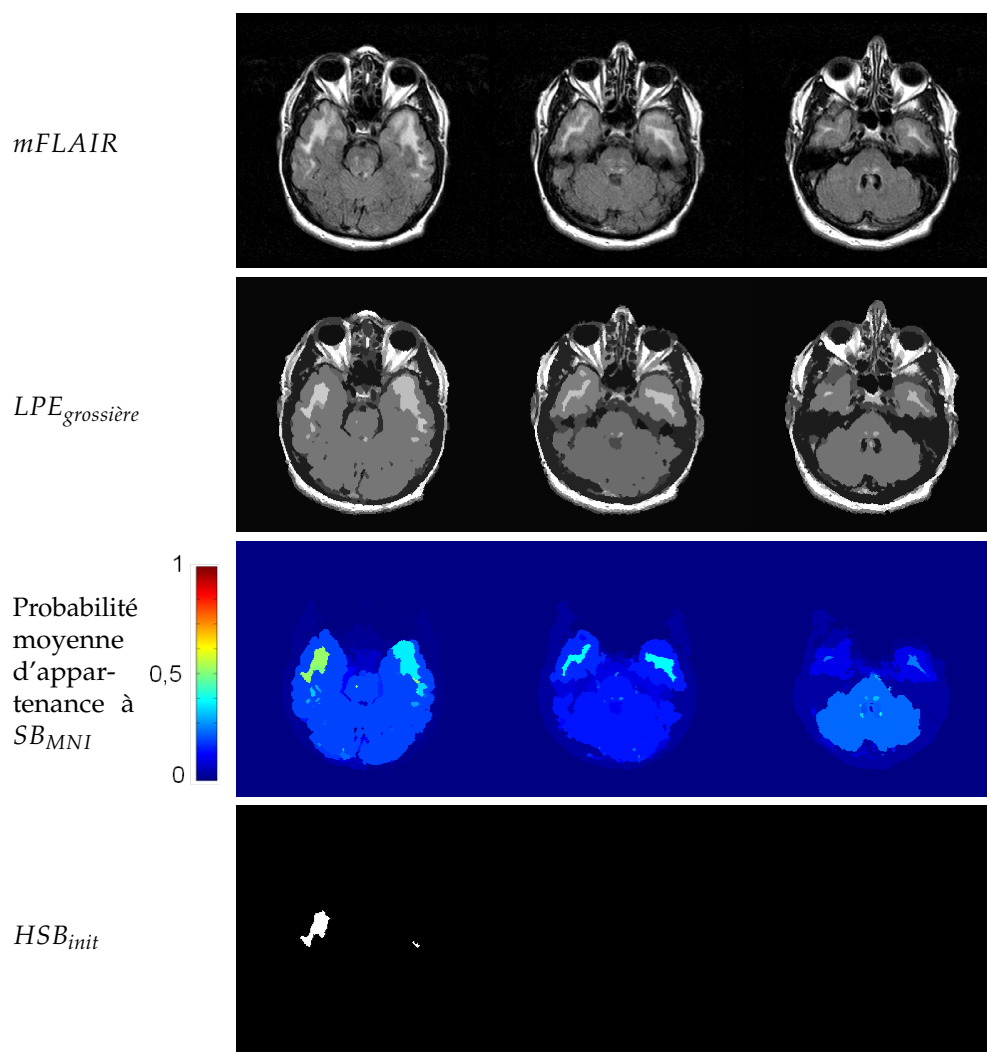 mFLAIR
LPEgrossière
1
Probabilité
moyenne
d'appar-
0,5
tenance à
SBMNI
0
HSBinit